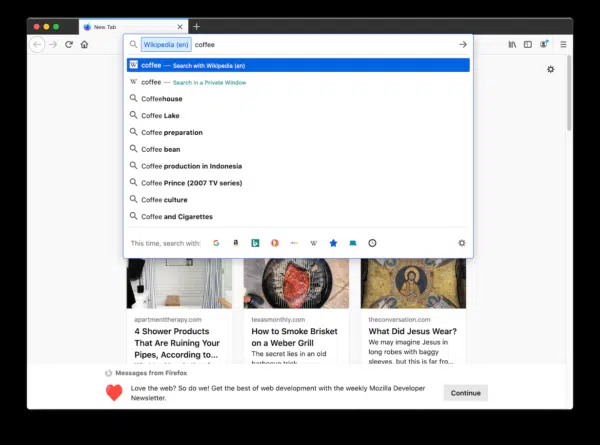 New Tab
Wikipedia (en) coffee
coffee — Search with Wikipedia (en)
coffee — Search in a Private Window
Coffeehouse
Coffee Lake
Coffee preparation
Coffee bean
Coffee production in Indonesia
Coffee Prince (2007 TV series)
Coffee culture
Coffee and Cigarettes
This time, search with:
apartmenttherapy.com
4 Shower Products
That Are Ruining Your
Pipes, According to...
texasmonthly.com
How to Smoke Brisket
on a Weber Grill
The secret lies in an old
theconversation.com
What Did Jesus Wear?
We may imagine Jesus in
long robes with baggy
sleeves, but this is far fro...
Messages from Firefox
Love the web? So do we! Get the best of web development with the weekly Mozilla Developer
Newsletter.
Continue